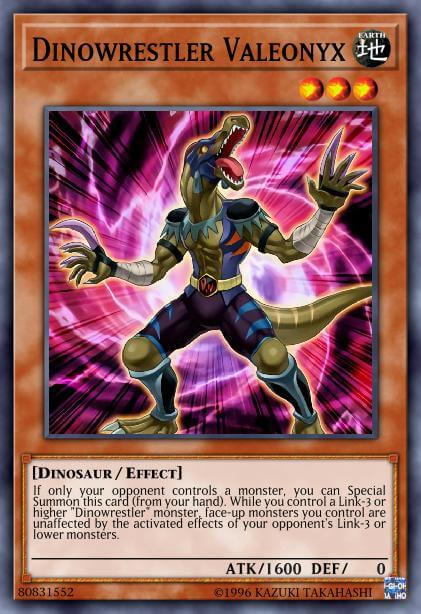 DINOWRESTLER VALEONYX
EARTH
地
[DINOSAUR / EFFECT]
If only your opponent controls a monster, you can Special
Summon this card (from your hand). While you control a Link-3 or
higher "Dinowrestler" monster, face-up monsters you control are
unaffected by the activated effects of your opponent's Link-3 or
lower monsters.
ATK/1600 DEF/ 0
80831552
©1996 KAZUKI TAKAHASHI